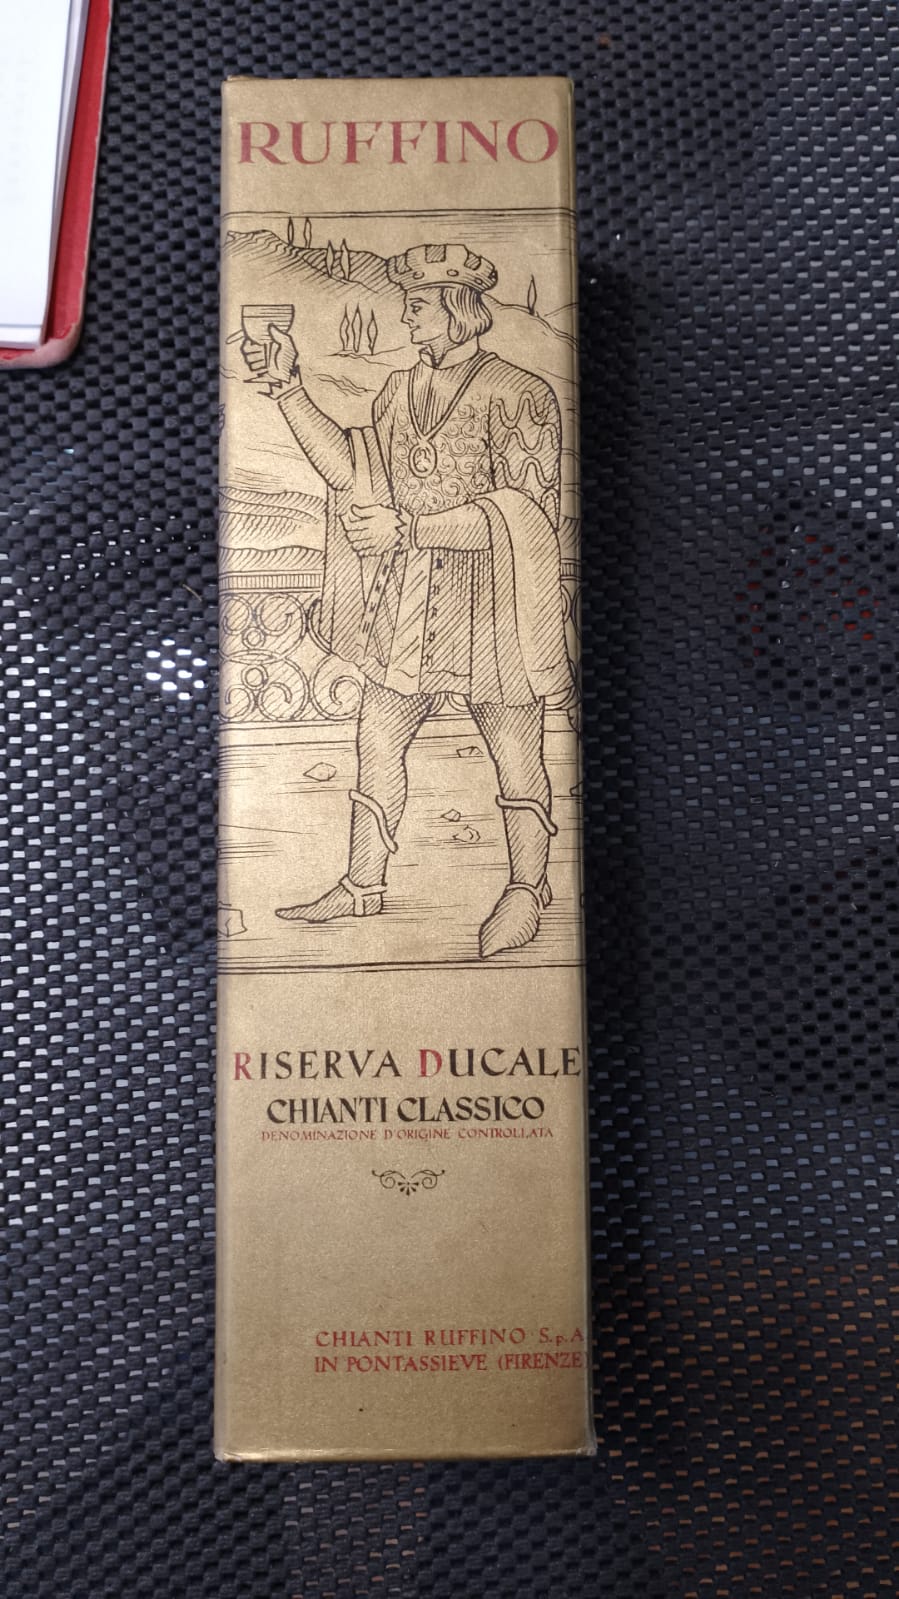 RUFFINO
RISERVA DUCALE
CHIANTI CLASSICO
DENOMINAZIONE D'ORIGINE CONTROLLATA
CHIANTI RUFFINO S.p.A
IN PONTASSIEVE (FIRENZE)